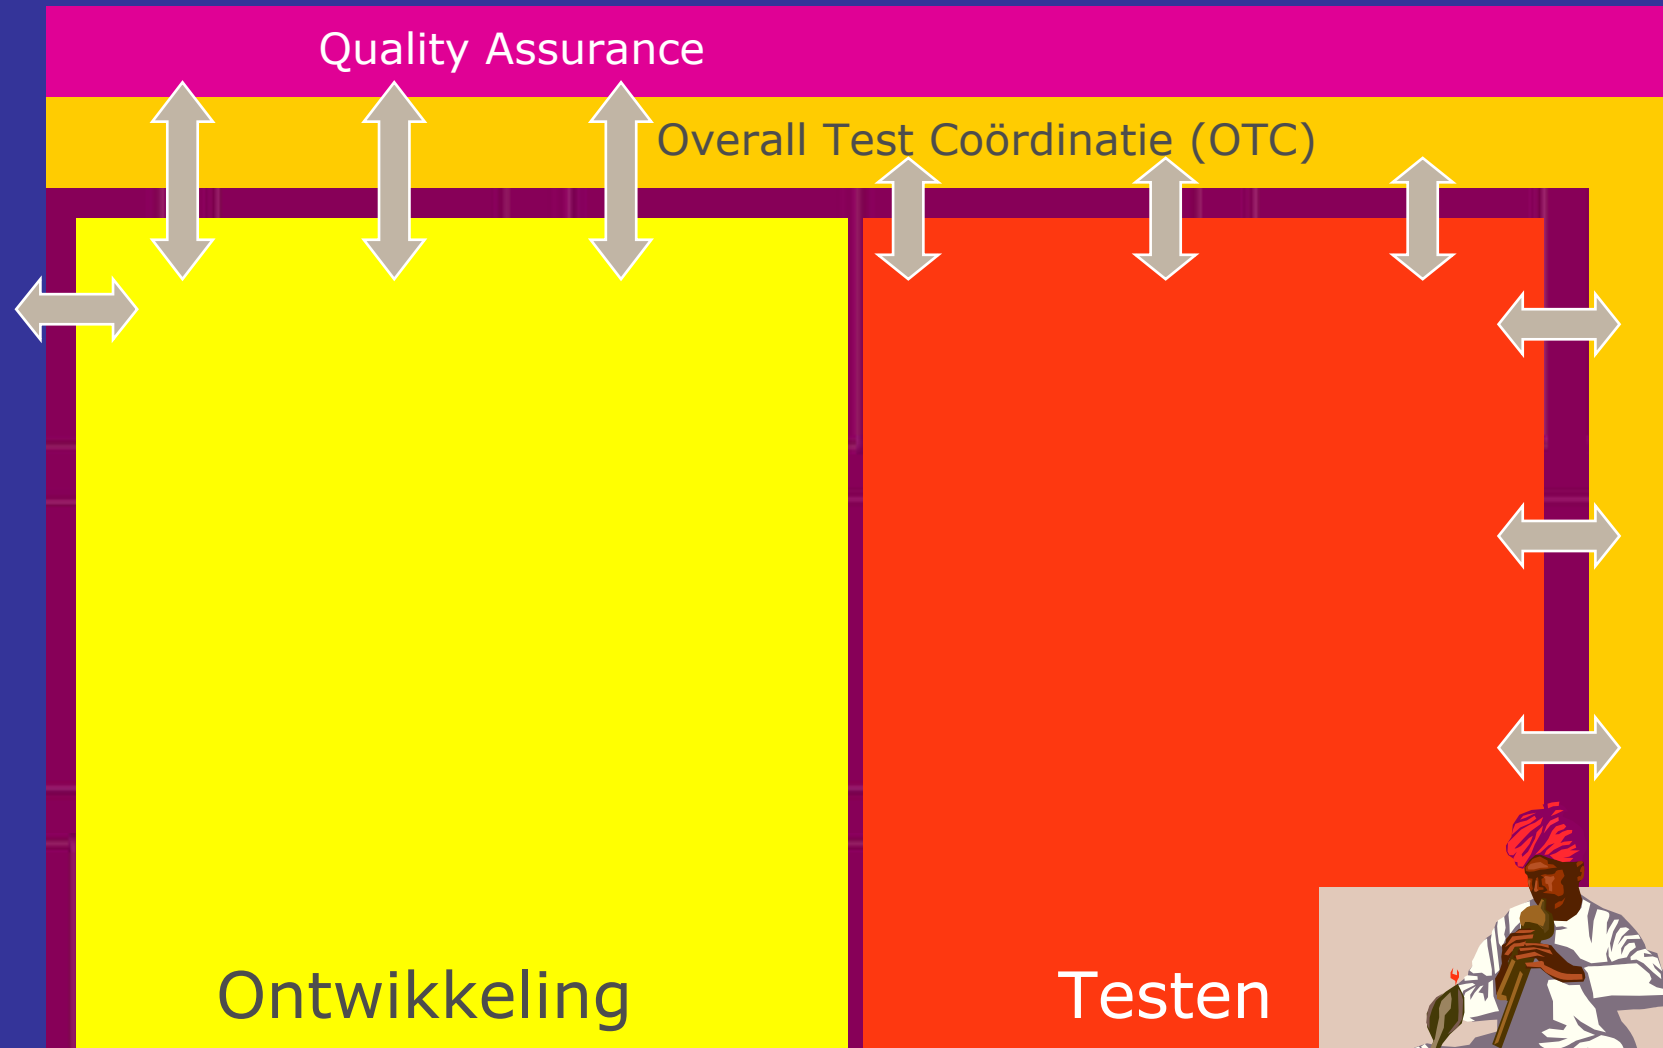 Quality Assurance
Overall Test Coördinatie (OTC)
Ontwikkeling
Testen